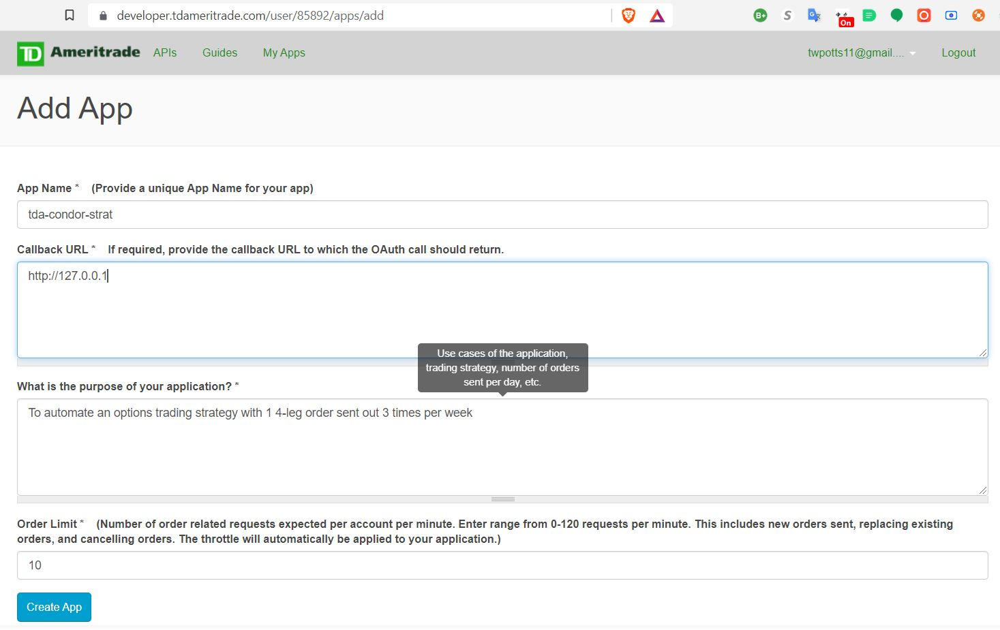 developer.tdameritrade.com/user/85892/apps/add
B+
S
G
On
TD Ameritrade
APIs
Guides
My Apps
twpotts11@gmail....
Logout
Add App
App Name * (Provide a unique App Name for your app)
tda-condor-strat
Callback URL * If required, provide the callback URL to which the OAuth call should return.
http://127.0.0.1
Use cases of the application,
trading strategy, number of orders
sent per day, etc.
What is the purpose of your application? *
To automate an options trading strategy with 1 4-leg order sent out 3 times per week
Order Limit * (Number of order related requests expected per account per minute. Enter range from 0-120 requests per minute. This includes new orders sent, replacing existing
orders, and cancelling orders. The throttle will automatically be applied to your application.)
10
Create App